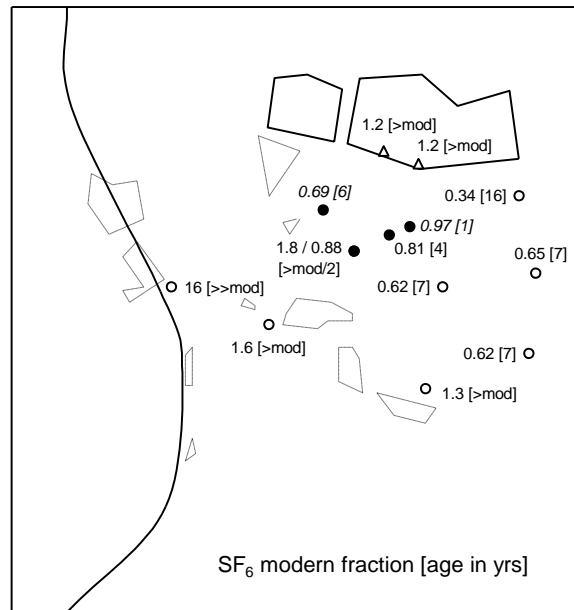 1.2 [>mod]
1.2 [>mod]
0.69 [6]
0.34 [16]
0.97 [1]
1.8 / 0.88
[>mod/2]
0.81 [4]
0.65 [7]
16 [>>mod]
0.62 [7]
1.6 [>mod]
0.62 [7]
1.3 [>mod]
SF₆ modern fraction [age in yrs]